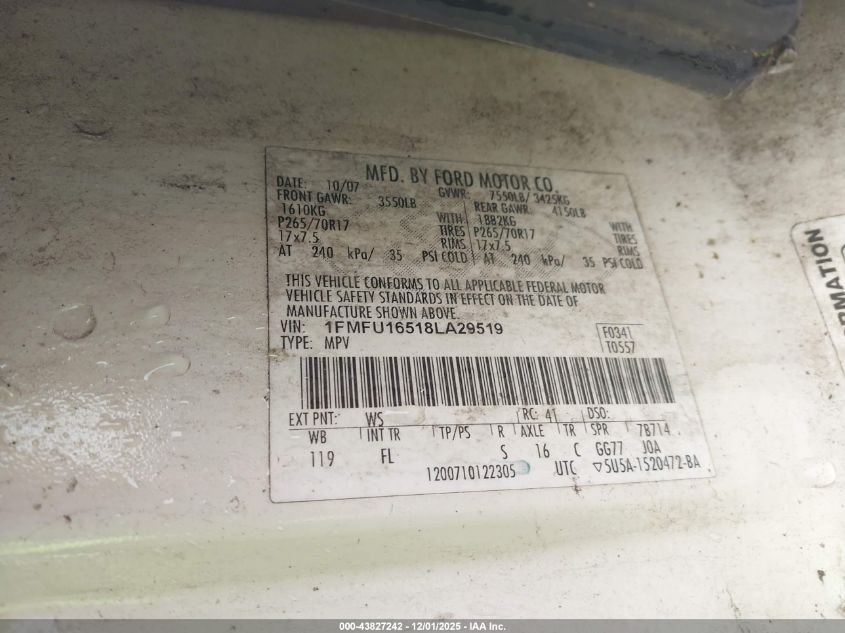 MFD. BY FORD MOTOR CO.
DATE: 10/07 GVWR: 7550LB/ 3425KG
FRONT GAWR: 3550LB REAR GAWR: 4150LB
1610KG WITH 1882KG WITH
P265/70R17 TIRES P265/70R17 TIRES
17x7.5 RIMS 17x7.5 RIMS
AT 240 kPa/ 35 PSI COLD AT 240 kPa/ 35 PSI COLD
THIS VEHICLE CONFORMS TO ALL APPLICABLE FEDERAL MOTOR
VEHICLE SAFETY STANDARDS IN EFFECT ON THE DATE OF
MANUFACTURE SHOWN ABOVE.
VIN: 1FMFU16518LA29519
TYPE: MPV
F0341
T0557
EXT PNT: WS RC: 41 DSO:
WB INT TR TP/PS R AXLE TR SPR 7B714
119 FL S 16 C GG77 JOA
1200710122305 UTC ▽5U5A-1520472-BA
RMATION
000-43827242 | 12/01/2025 - IAA Inc.